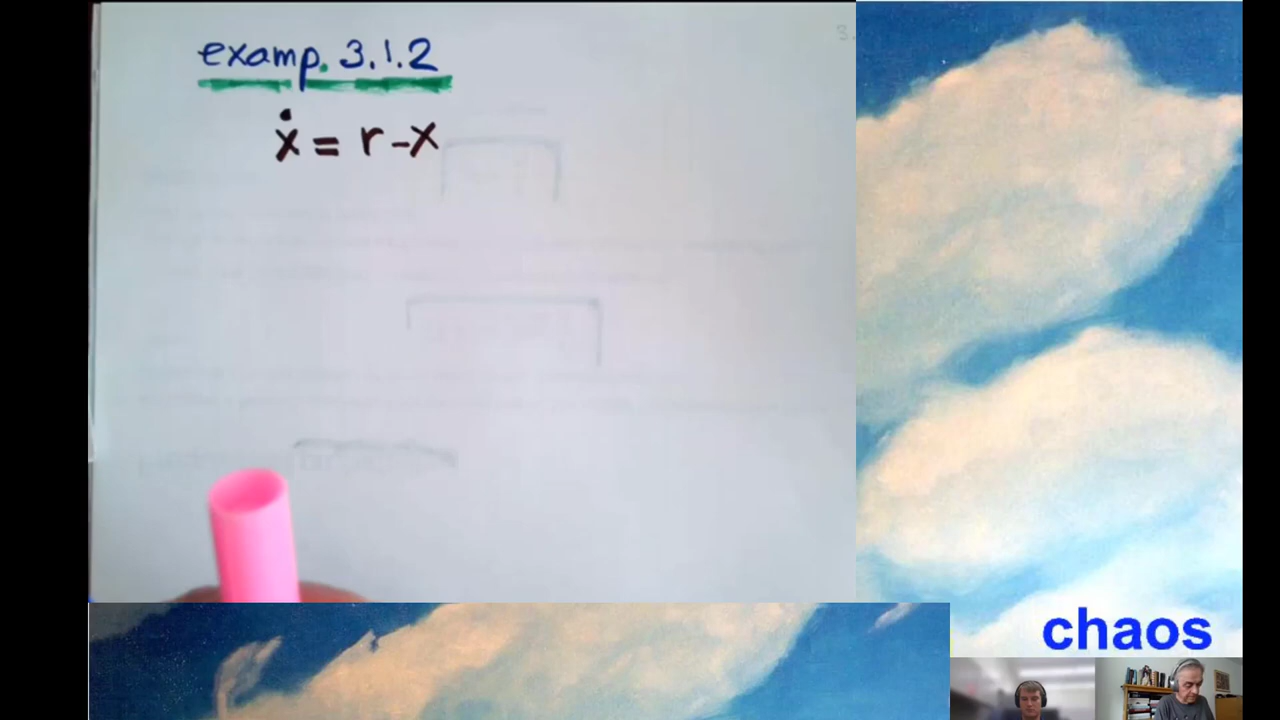 examp. 3.1.2
ẋ = r - x
chaos